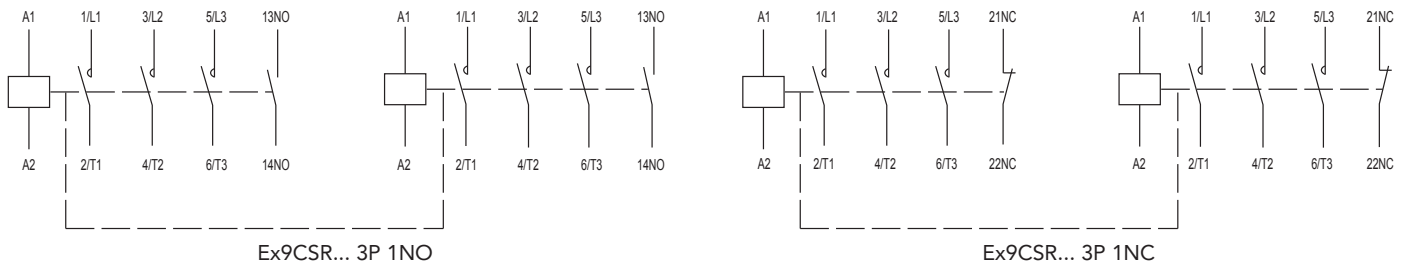 A1 1/L1 3/L2 5/L3 13NO A1 1/L1 3/L2 5/L3 13NO A1 1/L1 3/L2 5/L3 21NC A1 1/L1 3/L2 5/L3 21NC
A2 2/T1 4/T2 6/T3 14NO A2 2/T1 4/T2 6/T3 14NO A2 2/T1 4/T2 6/T3 22NC A2 2/T1 4/T2 6/T3 22NC
Ex9CSR... 3P 1NO Ex9CSR... 3P 1NC